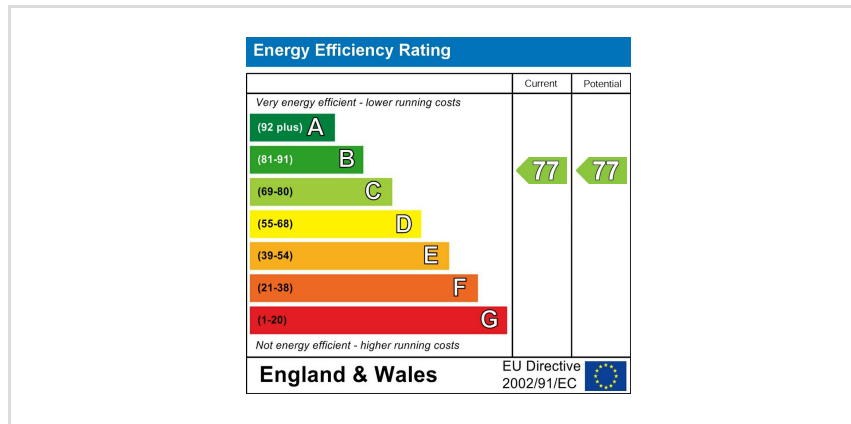 Energy Efficiency Rating
Current Potential
Very energy efficient - lower running costs
(92 plus) A
(81-91) B
77 77
(69-80) C
(55-68) D
(39-54) E
(21-38) F
(1-20) G
Not energy efficient - higher running costs
England & Wales
EU Directive
2002/91/EC